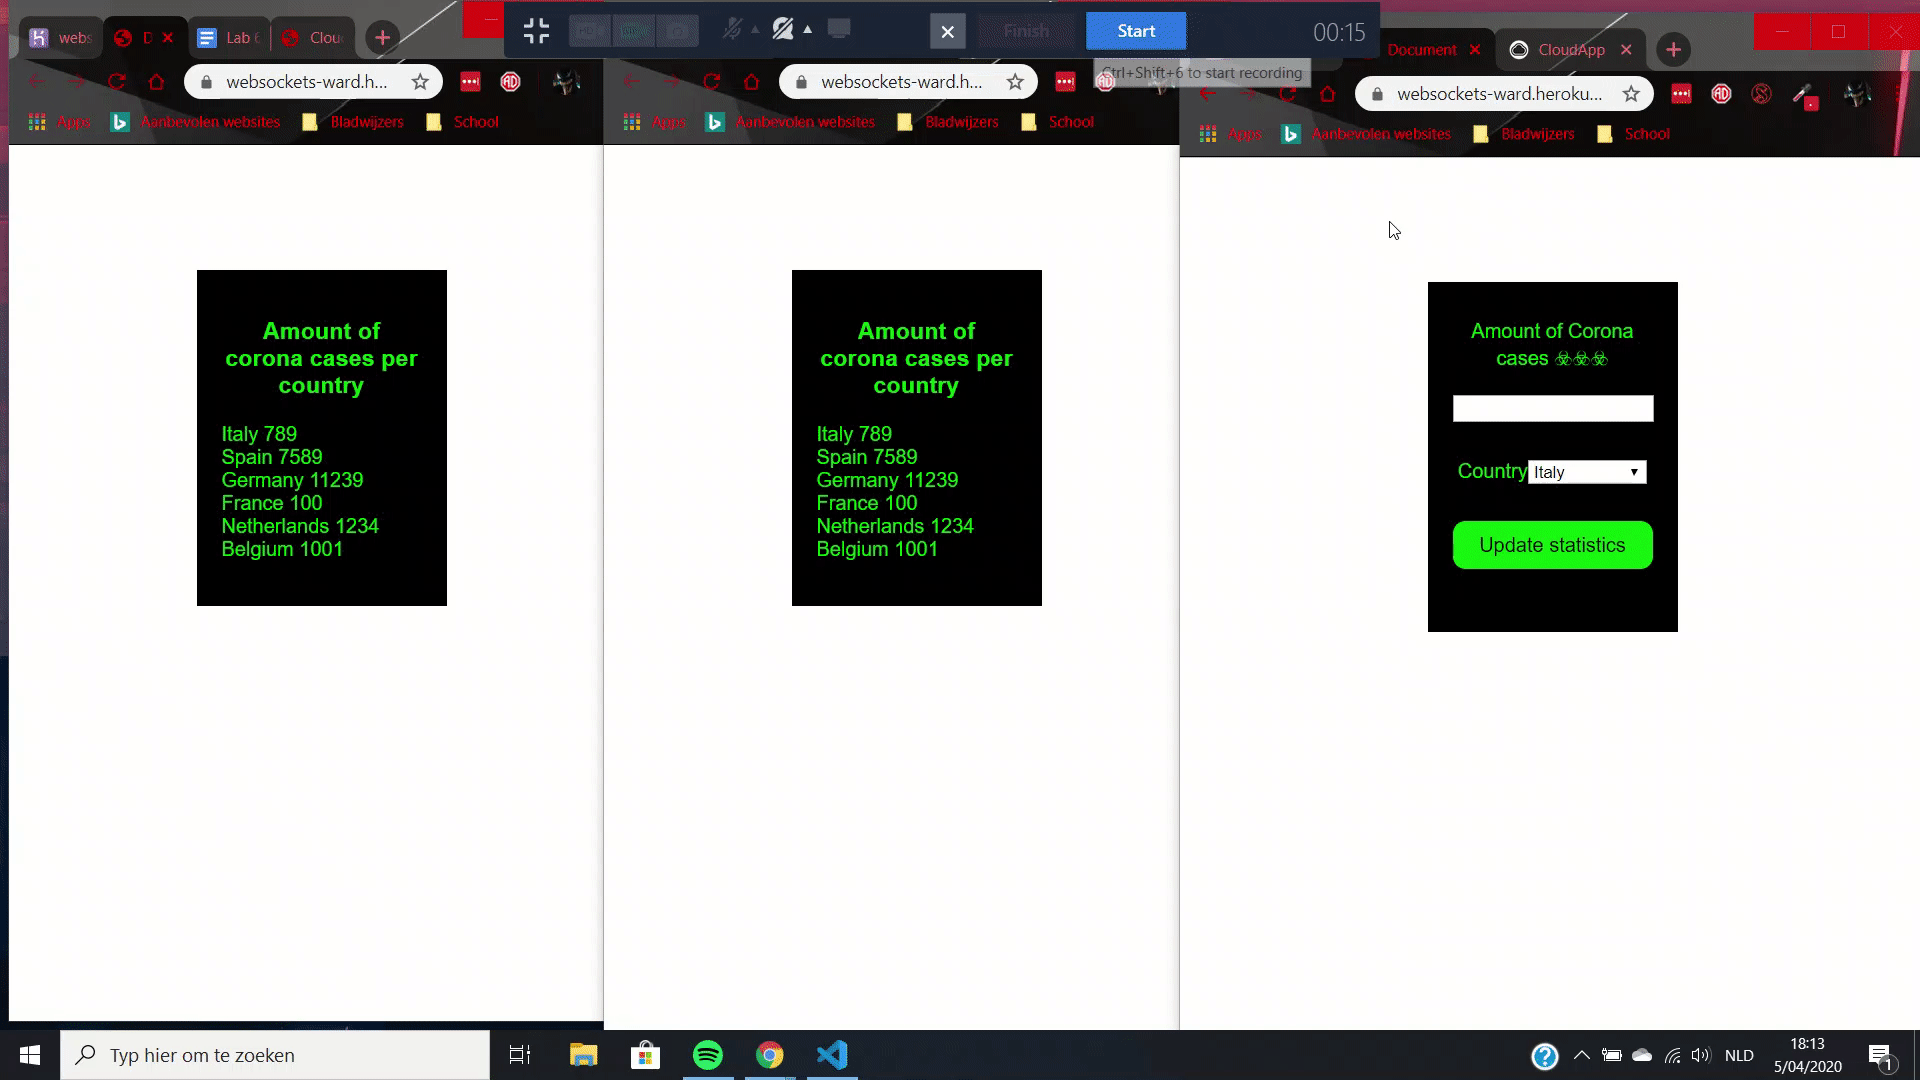 webs
D
Lab 6
Clou
Finish
Start
00:15
Ctrl+Shift+6 to start recording
Document
CloudApp
websockets-ward.h...
websockets-ward.h...
websockets-ward.heroku...
Apps
Aanbevolen websites
Bladwijzers
School
Apps
Aanbevolen websites
Bladwijzers
School
Apps
Aanbevolen websites
Bladwijzers
School
Amount of
corona cases per
country
Italy 789
Spain 7589
Germany 11239
France 100
Netherlands 1234
Belgium 1001
Amount of
corona cases per
country
Italy 789
Spain 7589
Germany 11239
France 100
Netherlands 1234
Belgium 1001
Amount of Corona
cases ☣☣☣
Country Italy
Update statistics
Typ hier om te zoeken
NLD
18:13
5/04/2020
1